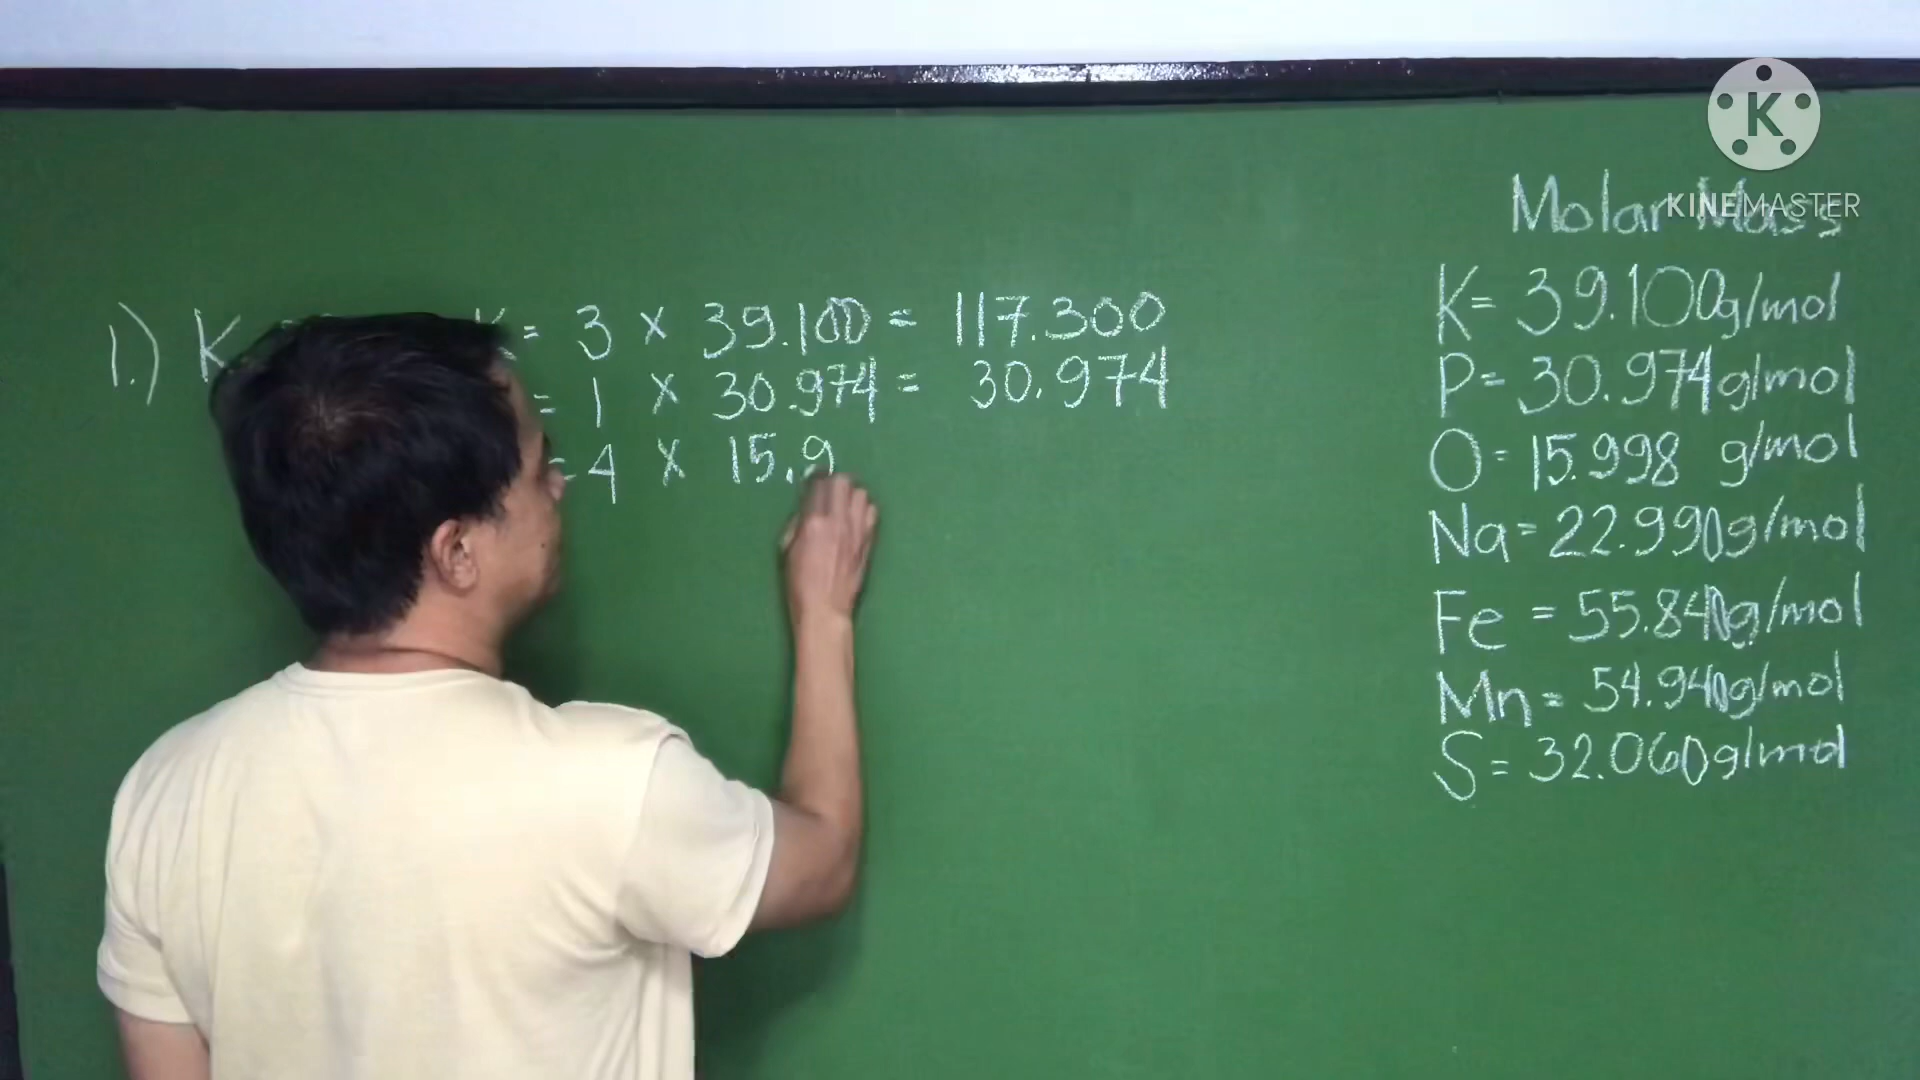 1.) K K = 3 x 39.100 = 117.300
= 1 x 30.974 = 30.974
= 4 x 15.9
Molar Mass
K = 39.100g/mol
P = 30.974g/mol
O = 15.998 g/mol
Na = 22.990g/mol
Fe = 55.840g/mol
Mn = 54.940g/mol
S = 32.060g/mol
K
KINEMASTER